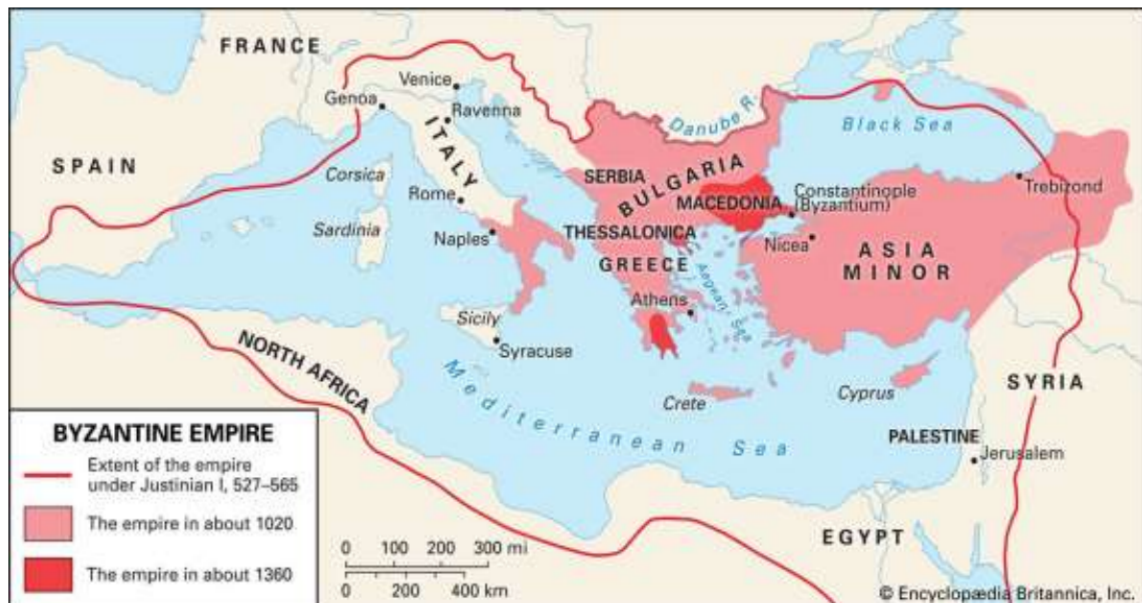 FRANCE
Venice
Genoa
Ravenna
Danube R.
Black Sea
SPAIN
ITALY
Corsica
SERBIA
BULGARIA
Rome
MACEDONIA
Constantinople
(Byzantium)
Trebizond
Sardinia
Naples
THESSALONICA
Nicea
ASIA
MINOR
GREECE
Aegean Sea
Athens
Sicily
Syracuse
NORTH AFRICA
Mediterranean Sea
Crete
Cyprus
SYRIA
PALESTINE
Jerusalem
EGYPT
BYZANTINE EMPIRE
Extent of the empire
under Justinian I, 527–565
The empire in about 1020
The empire in about 1360
0 100 200 300 mi
0 200 400 km
© Encyclopædia Britannica, Inc.